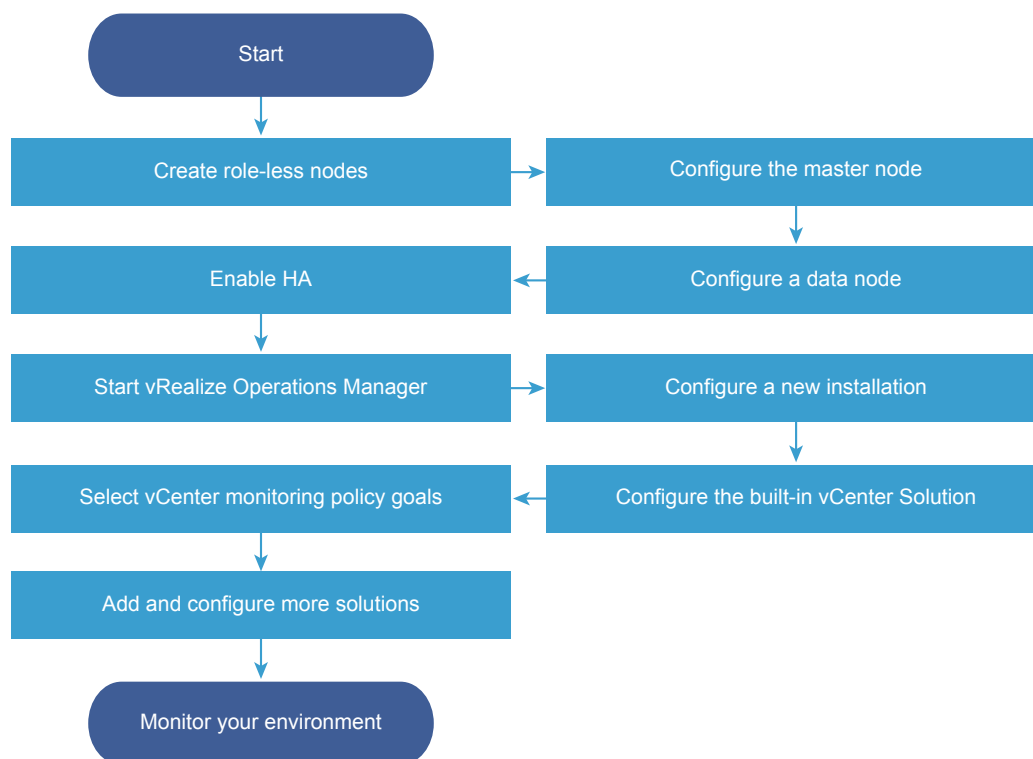 Start
Create role-less nodes
Configure the master node
Configure a data node
Enable HA
Start vRealize Operations Manager
Configure a new installation
Configure the built-in vCenter Solution
Select vCenter monitoring policy goals
Add and configure more solutions
Monitor your environment